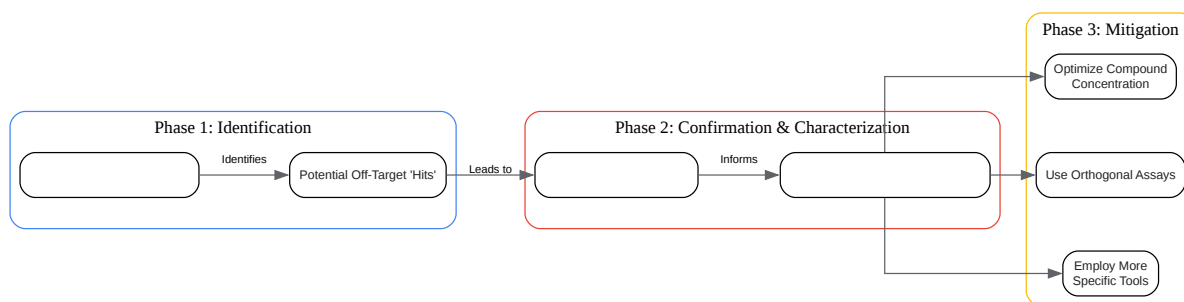 Phase 3: Mitigation
Optimize Compound
Concentration
Phase 1: Identification
Phase 2: Confirmation & Characterization
Identifies
Potential Off-Target 'Hits'
Leads to
Informs
Use Orthogonal Assays
Employ More
Specific Tools